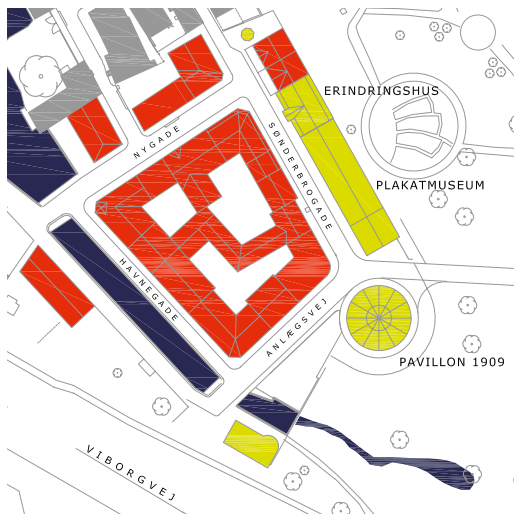 ERINDRINGSHUS
NYGADE
SØNDERBROGADE
PLAKATMUSEUM
HAVNEGADE
ANLÆGSVEJ
PAVILLON 1909
VIBORGVEJ